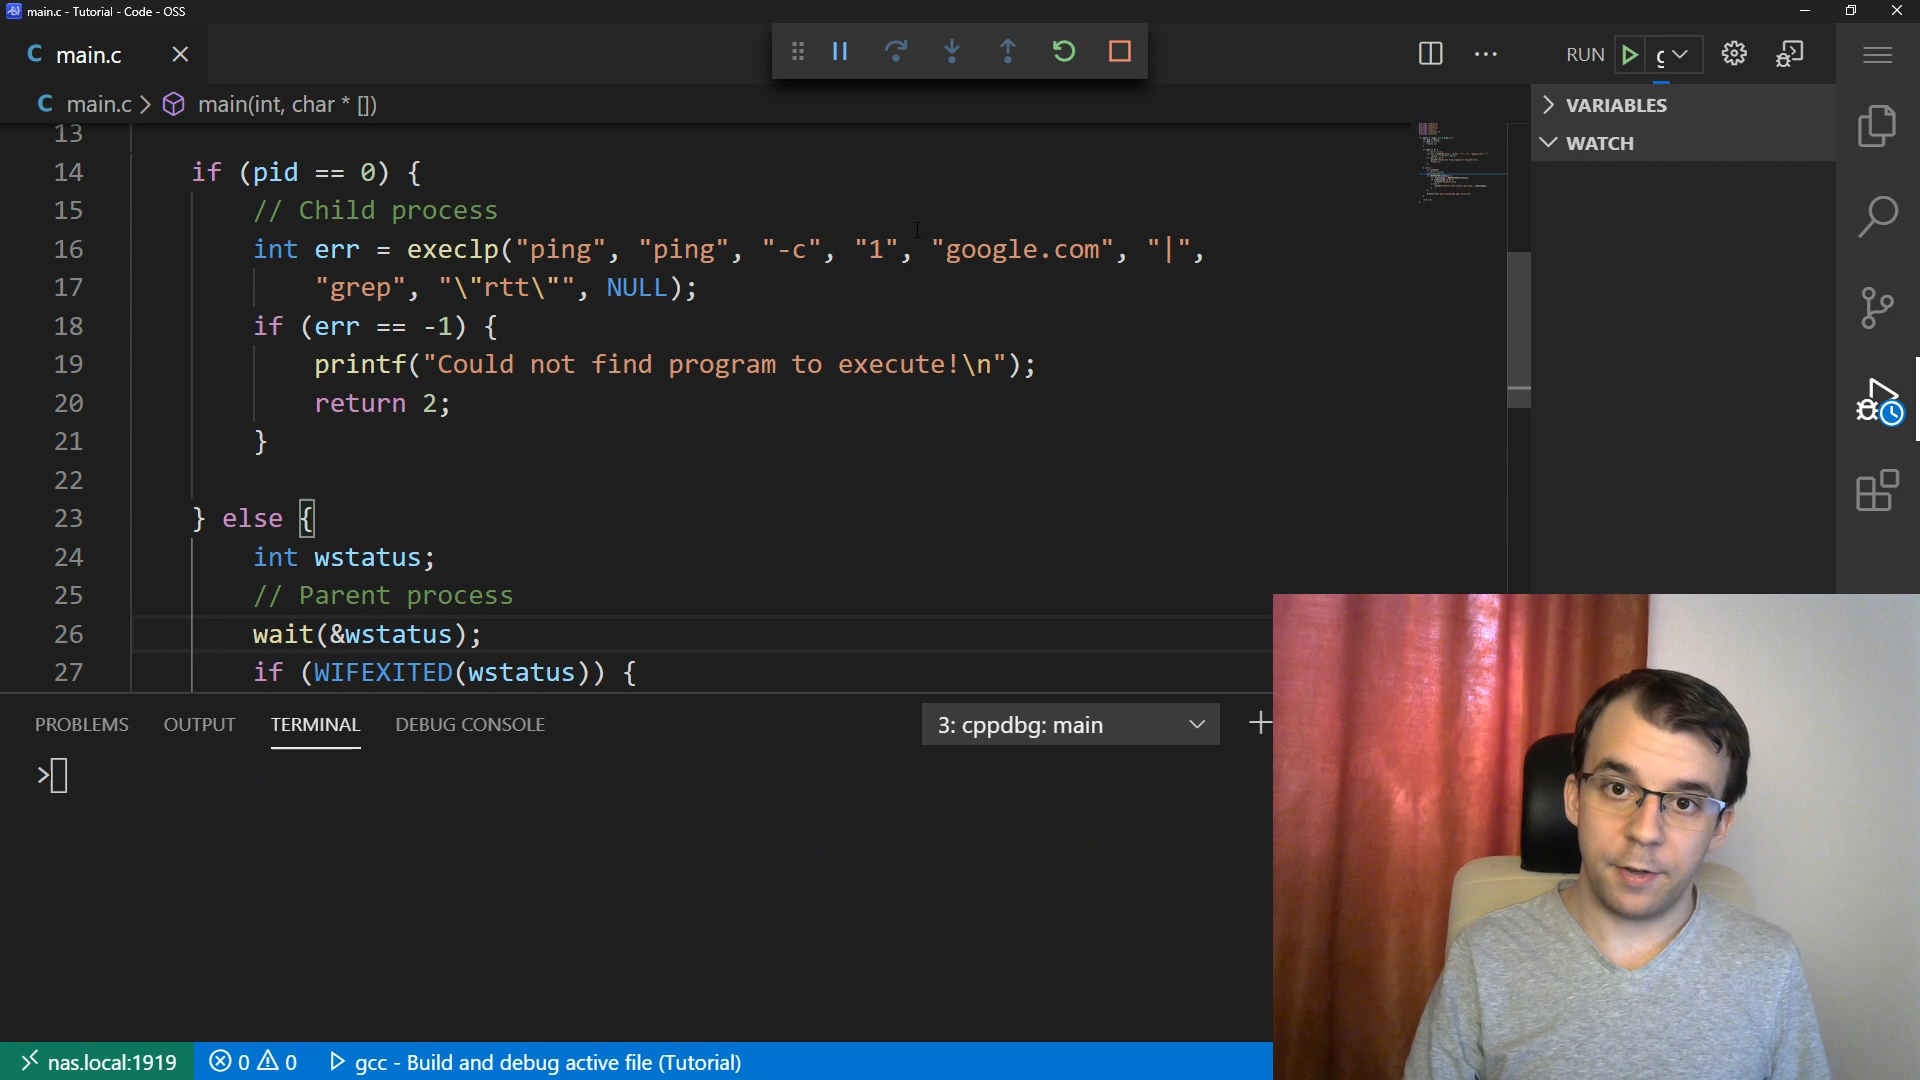 main.c - Tutorial - Code - OSS
C main.c
RUN
C main.c > main(int, char * [])
VARIABLES
WATCH
13
14 if (pid == 0) {
15 // Child process
16 int err = execlp("ping", "ping", "-c", "1", "google.com", "|",
17 "grep", "\"rtt\"", NULL);
18 if (err == -1) {
19 printf("Could not find program to execute!\n");
20 return 2;
21 }
22
23 } else {
24 int wstatus;
25 // Parent process
26 wait(&wstatus);
27 if (WIFEXITED(wstatus)) {
PROBLEMS OUTPUT TERMINAL DEBUG CONSOLE 3: cppdbg: main
>
nas.local:1919 0 0 gcc - Build and debug active file (Tutorial)